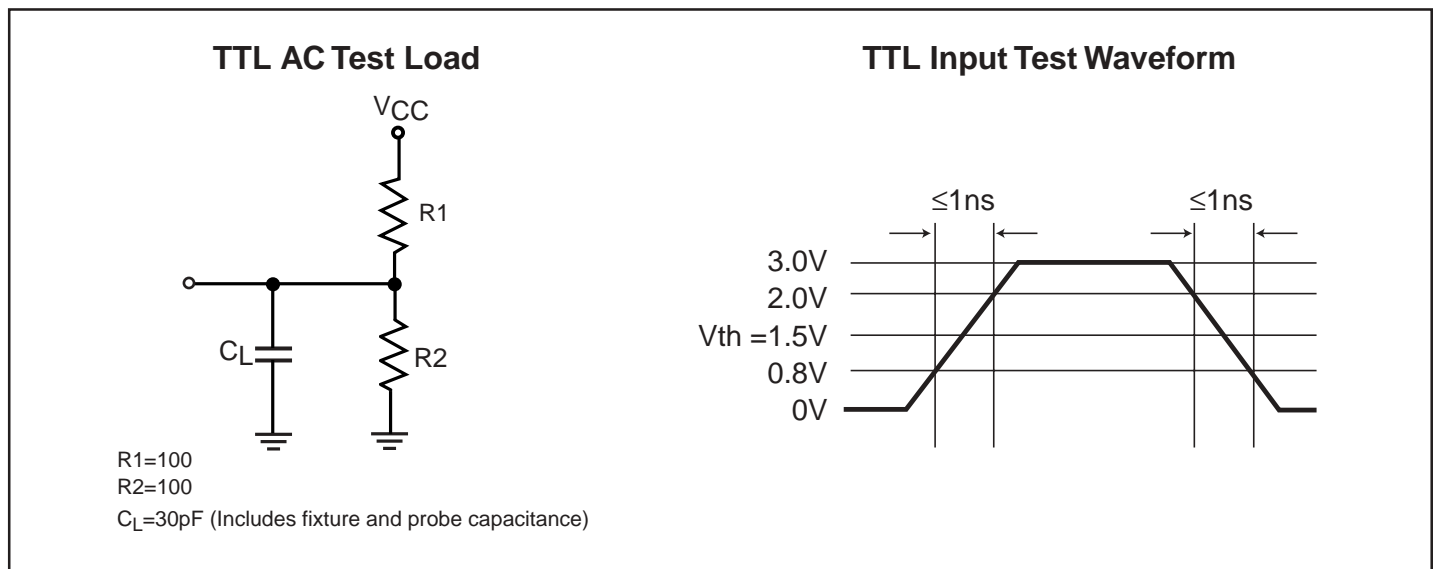 TTL AC Test Load
VCC
R1
CL
R2
R1=100
R2=100
CL=30pF (Includes fixture and probe capacitance)
TTL Input Test Waveform
≤1ns ≤1ns
3.0V
2.0V
Vth =1.5V
0.8V
0V